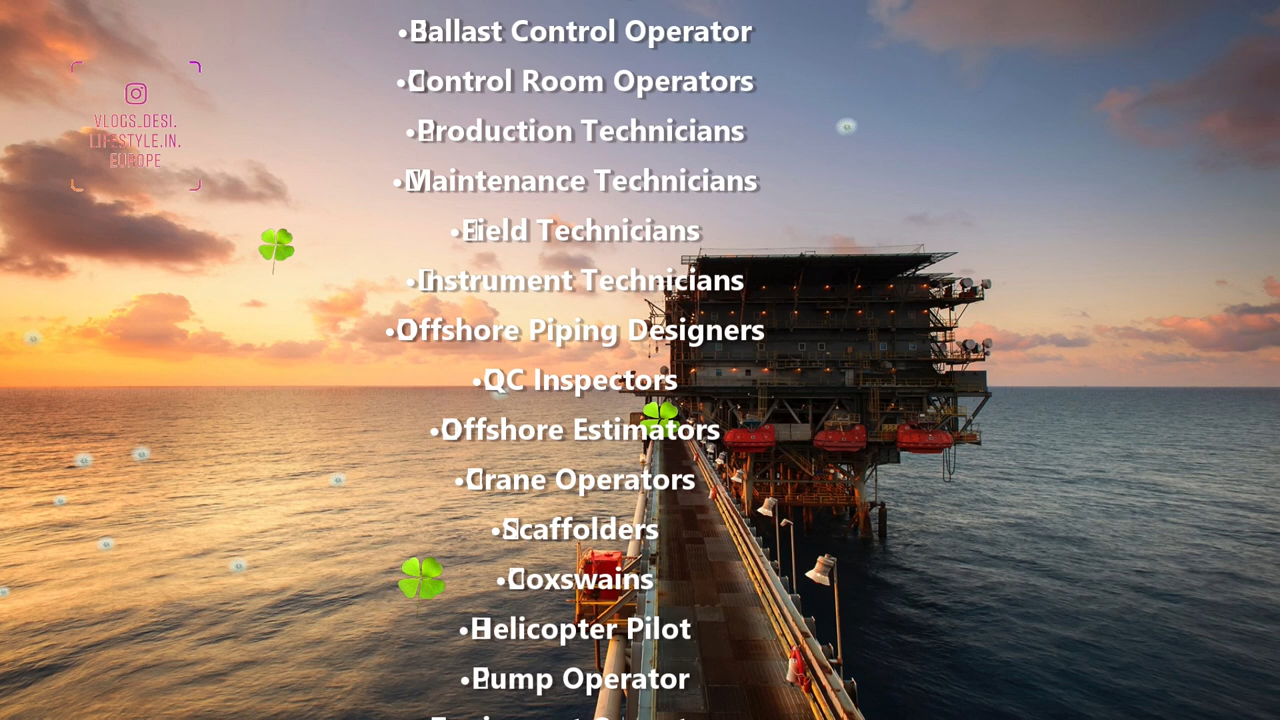 •Ballast Control Operator
•Control Room Operators
•Production Technicians
•Maintenance Technicians
•Field Technicians
•Instrument Technicians
•Offshore Piping Designers
•QC Inspectors
•Offshore Estimators
•Crane Operators
•Scaffolders
•Coxswains
•Helicopter Pilot
•Pump Operator
VLOGS.DESI.
LIFESTYLE.IN.
EUROPE